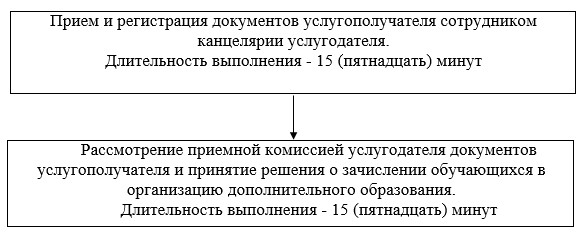 Прием и регистрация документов услугополучателя сотрудником
канцелярии услугодателя.
Длительность выполнения - 15 (пятнадцать) минут
Рассмотрение приемной комиссией услугодателя документов
услугополучателя и принятие решения о зачислении обучающихся в
организацию дополнительного образования.
Длительность выполнения - 15 (пятнадцать) минут